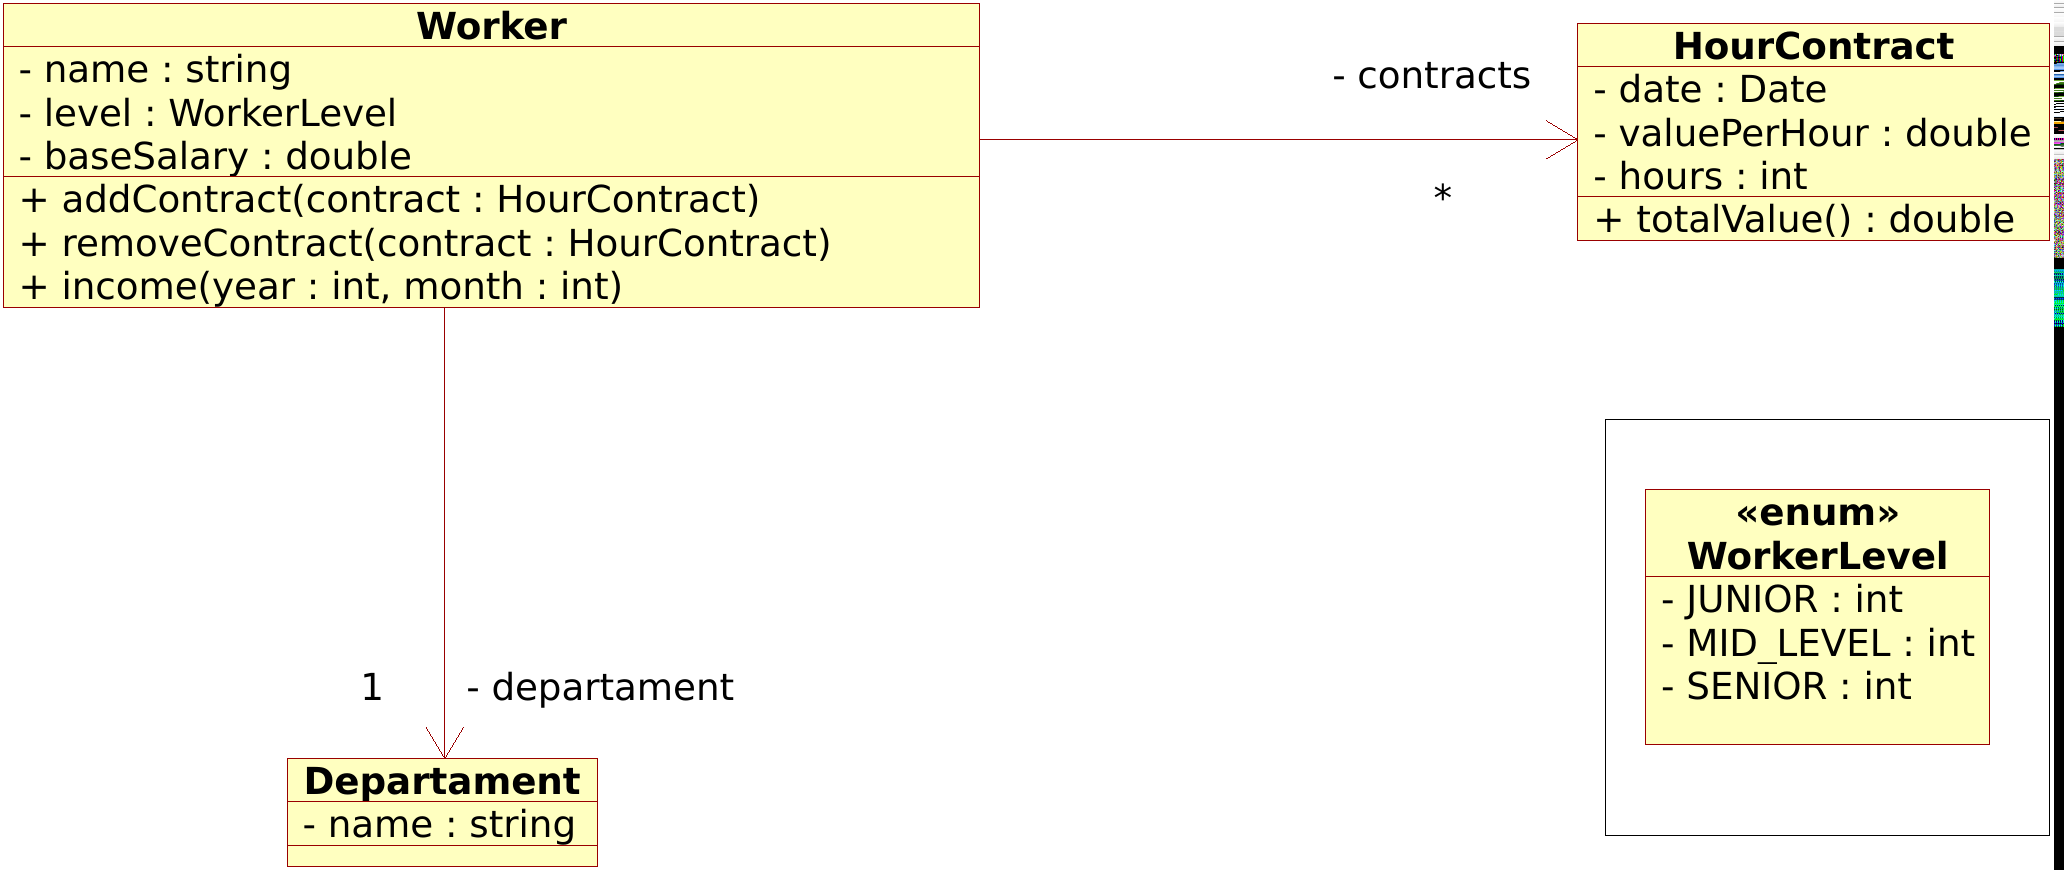 Worker
- name : string
- level : WorkerLevel
- baseSalary : double
+ addContract(contract : HourContract)
+ removeContract(contract : HourContract)
+ income(year : int, month : int)
- contracts
*
HourContract
- date : Date
- valuePerHour : double
- hours : int
+ totalValue() : double
1
- departament
Departament
- name : string
«enum»
WorkerLevel
- JUNIOR : int
- MID_LEVEL : int
- SENIOR : int